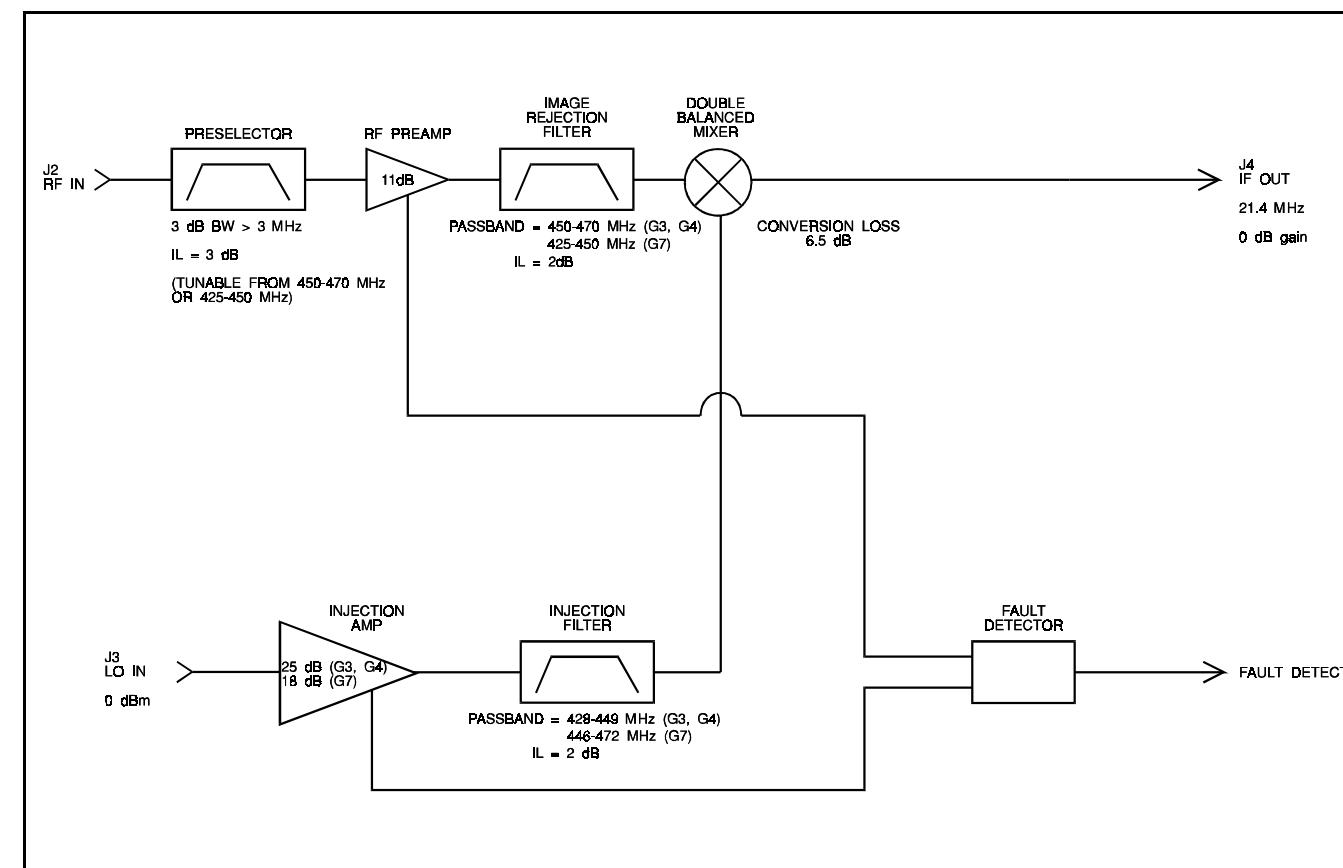 IMAGE
REJECTION
FILTER
DOUBLE
BALANCED
MIXER
PRESELECTOR
RF PREAMP
J2
RF IN
11dB
J4
IF OUT
21.4 MHz
0 dB gain
3 dB BW > 3 MHz
IL = 3 dB
(TUNABLE FROM 450-470 MHz
OR 425-450 MHz)
PASSBAND = 450-470 MHz (G3, G4)
425-450 MHz (G7)
IL = 2dB
CONVERSION LOSS
6.5 dB
INJECTION
AMP
INJECTION
FILTER
FAULT
DETECTOR
J3
LO IN
0 dBm
25 dB (G3, G4)
18 dB (G7)
FAULT DETECT
PASSBAND = 428-449 MHz (G3, G4)
446-472 MHz (G7)
IL = 2 dB